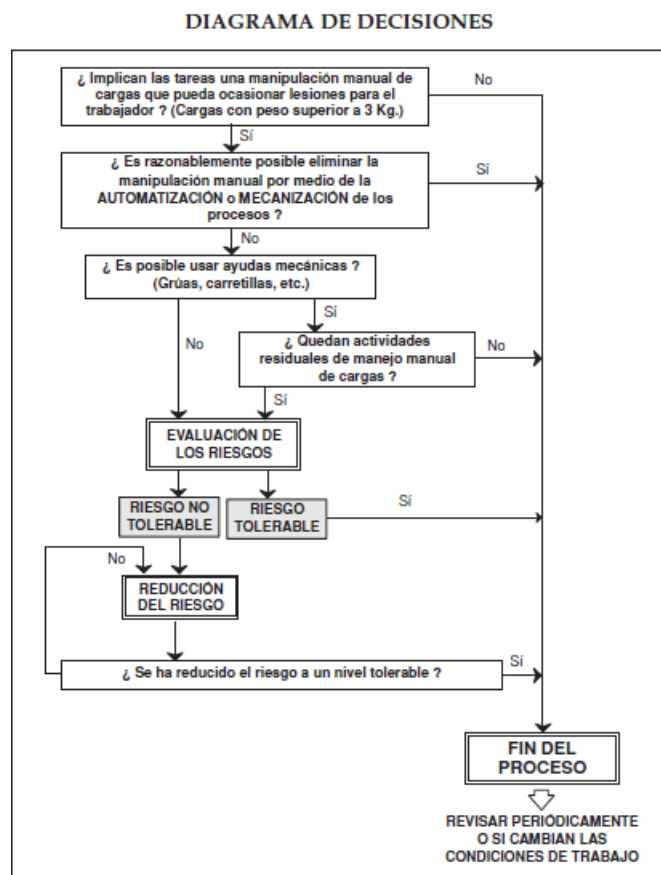 DIAGRAMA DE DECISIONES
¿ Implican las tareas una manipulación manual de
cargas que pueda ocasionar lesiones para el
trabajador ? (Cargas con peso superior a 3 Kg.)
No
Sí
¿ Es razonablemente posible eliminar la
manipulación manual por medio de la
AUTOMATIZACIÓN o MECANIZACIÓN de los
procesos ?
Sí
No
¿ Es posible usar ayudas mecánicas ?
(Grúas, carretillas, etc.)
Sí
No
¿ Quedan actividades
residuales de manejo manual
de cargas ?
No
Sí
EVALUACIÓN DE
LOS RIESGOS
RIESGO NO
TOLERABLE
RIESGO
TOLERABLE
Sí
No
REDUCCIÓN
DEL RIESGO
¿ Se ha reducido el riesgo a un nivel tolerable ?
Sí
FIN DEL
PROCESO
REVISAR PERIÓDICAMENTE
O SI CAMBIAN LAS
CONDICIONES DE TRABAJO